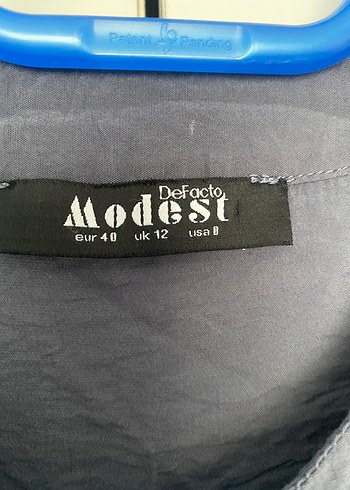 Patent Pending
DeFacto
Modest
eur 40 uk 12 usa 8